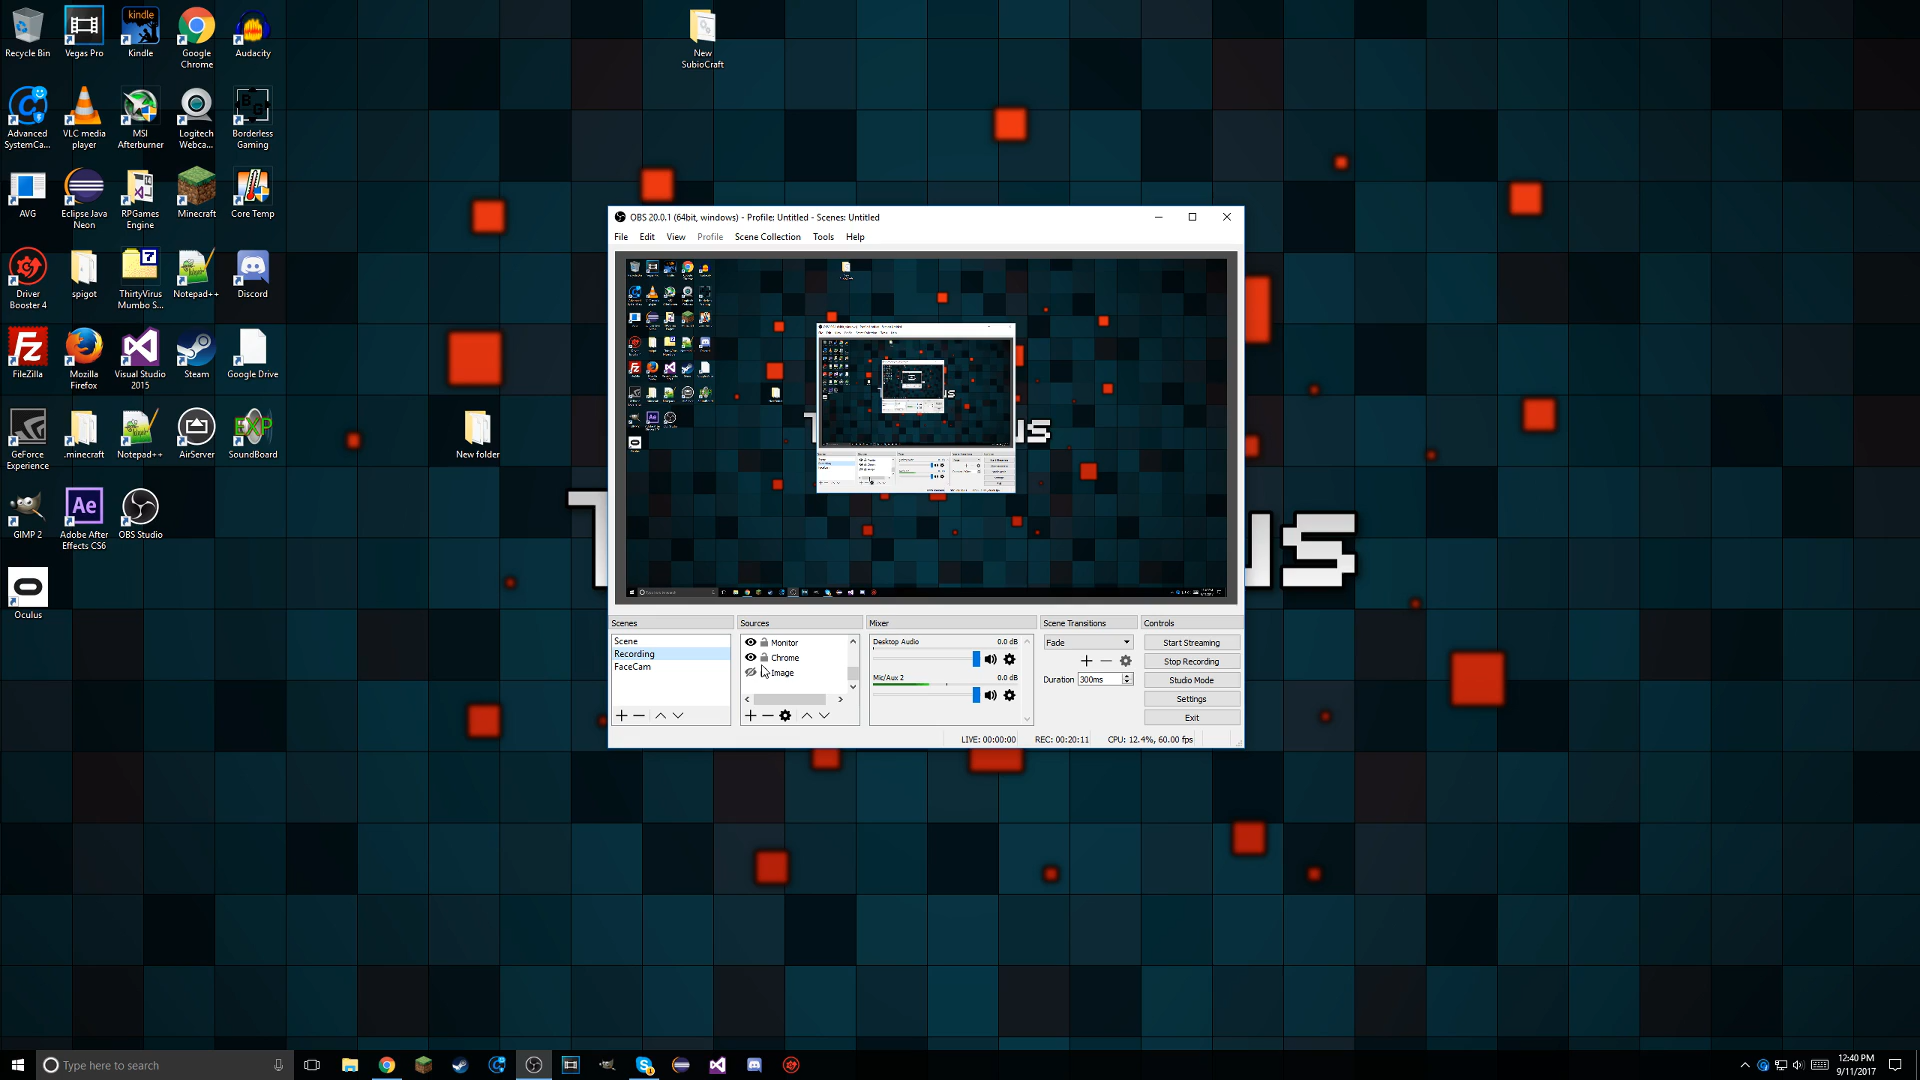 Recycle Bin
Vegas Pro
Kindle
Google
Chrome
Audacity
New
SubioCraft
Advanced
SystemCa...
VLC media
player
MSI
Afterburner
Logitech
Webca...
Borderless
Gaming
AVG
Eclipse Java
Neon
RPGames
Engine
Minecraft
Core Temp
Driver
Booster 4
spigot
ThirtyVirus
Mumbo S...
Notepad++
Discord
FileZilla
Mozilla
Firefox
Visual Studio
2015
Steam
Google Drive
GeForce
Experience
.minecraft
Notepad++
AirServer
SoundBoard
New folder
GIMP 2
Adobe After
Effects CS6
OBS Studio
Oculus
OBS 20.0.1 (64bit, windows) - Profile: Untitled - Scenes: Untitled
File Edit View Profile Scene Collection Tools Help
Scenes
Scene
Recording
FaceCam
Sources
Monitor
Chrome
Image
Mixer
Desktop Audio 0.0 dB
Mic/Aux 2 0.0 dB
Scene Transitions
Fade
Duration 300ms
Controls
Start Streaming
Stop Recording
Studio Mode
Settings
Exit
LIVE: 00:00:00 REC: 00:20:11 CPU: 12.4%, 60.00 fps
Type here to search
12:40 PM
9/11/2017